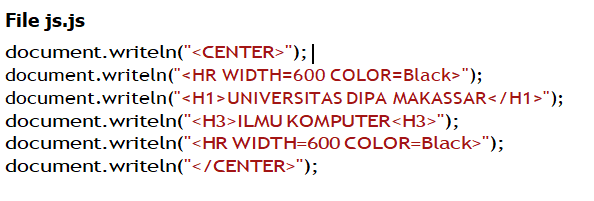 File js.js
document.writeln("<CENTER>");
document.writeln("<HR WIDTH=600 COLOR=Black>");
document.writeln("<H1>UNIVERSITAS DIPA MAKASSAR</H1>");
document.writeln("<H3>ILMU KOMPUTER<H3>");
document.writeln("<HR WIDTH=600 COLOR=Black>");
document.writeln("</CENTER>");